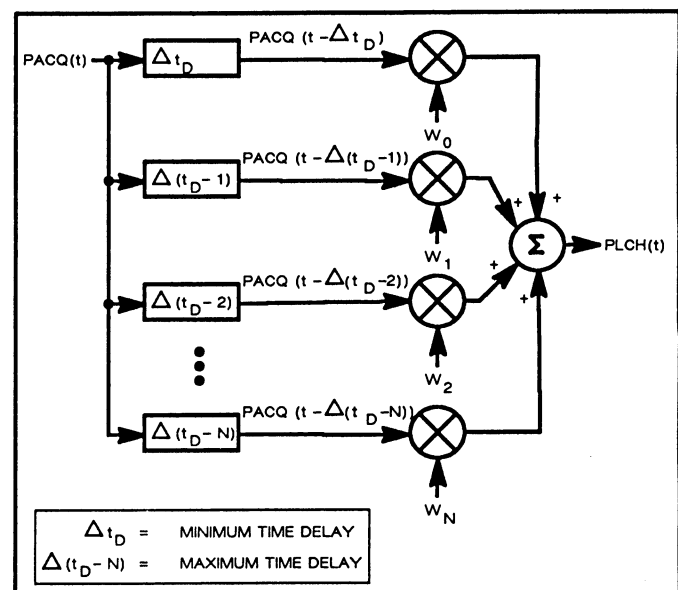 PACQ(t)
Δt_D
PACQ (t-Δt_D)
W_0
Δ(t_D-1)
PACQ (t-Δ(t_D-1))
W_1
+
+
Σ
PLCH(t)
Δ(t_D-2)
PACQ (t-Δ(t_D-2))
W_2
+
+
Δ(t_D-N)
PACQ (t-Δ(t_D-N))
W_N
Δt_D = MINIMUM TIME DELAY
Δ(t_D-N) = MAXIMUM TIME DELAY